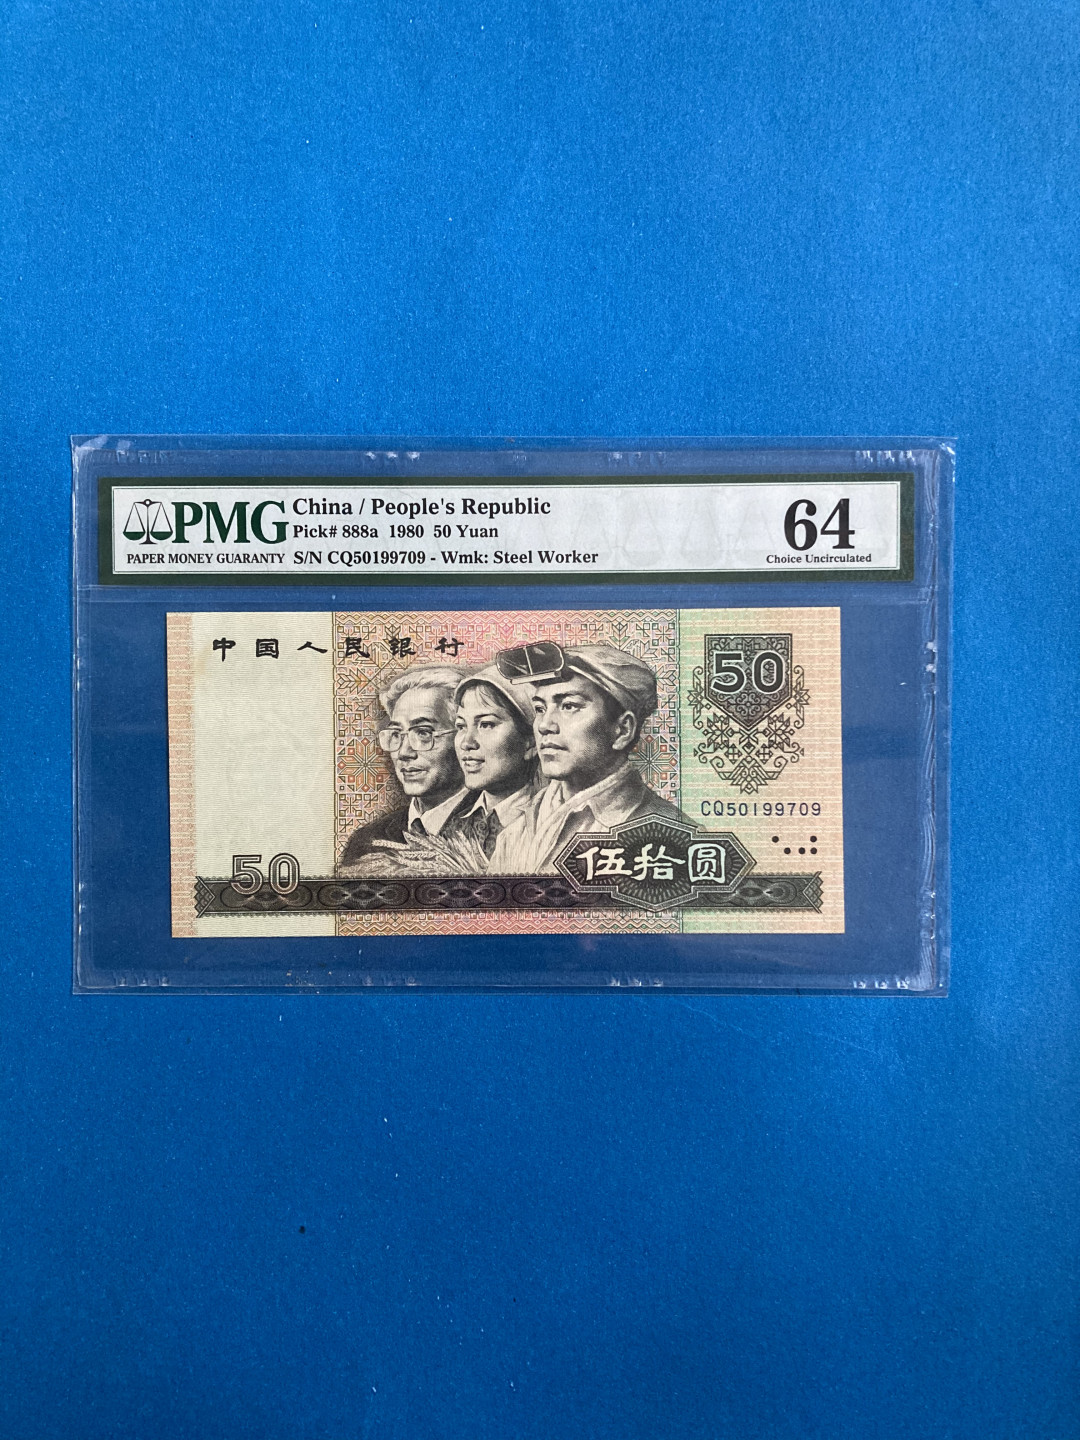 PMG
PAPER MONEY GUARANTY
China / People's Republic
Pick# 888a 1980 50 Yuan
S/N CQ50199709 - Wmk: Steel Worker
64
Choice Uncirculated
中国人民银行
50
CQ50199709
伍拾圆
50